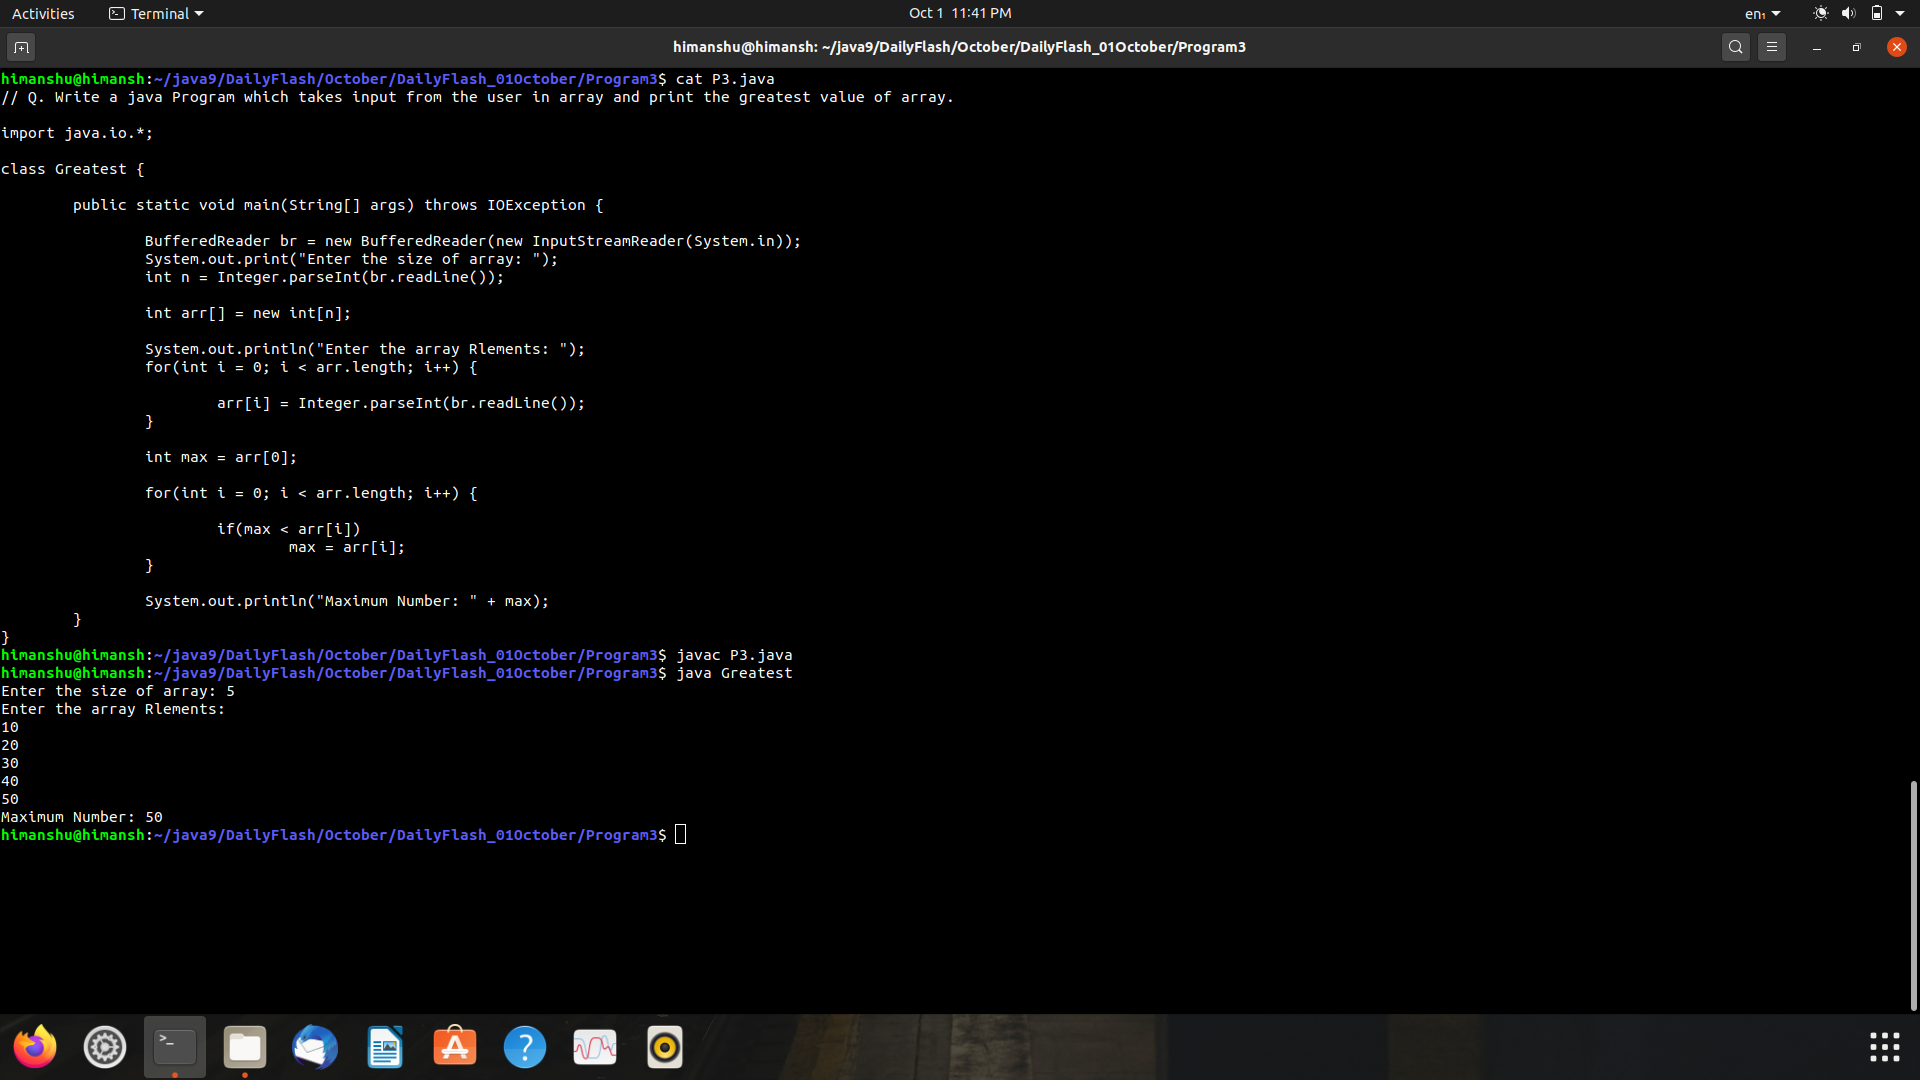 Activities Terminal Oct 1 11:41 PM en₁
himanshu@himansh: ~/java9/DailyFlash/October/DailyFlash_01October/Program3
himanshu@himansh:~/java9/DailyFlash/October/DailyFlash_01October/Program3$ cat P3.java
// Q. Write a java Program which takes input from the user in array and print the greatest value of array.
import java.io.*;
class Greatest {
public static void main(String[] args) throws IOException {
BufferedReader br = new BufferedReader(new InputStreamReader(System.in));
System.out.print("Enter the size of array: ");
int n = Integer.parseInt(br.readLine());
int arr[] = new int[n];
System.out.println("Enter the array Rlements: ");
for(int i = 0; i < arr.length; i++) {
arr[i] = Integer.parseInt(br.readLine());
}
int max = arr[0];
for(int i = 0; i < arr.length; i++) {
if(max < arr[i])
max = arr[i];
}
System.out.println("Maximum Number: " + max);
}
}
himanshu@himansh:~/java9/DailyFlash/October/DailyFlash_01October/Program3$ javac P3.java
himanshu@himansh:~/java9/DailyFlash/October/DailyFlash_01October/Program3$ java Greatest
Enter the size of array: 5
Enter the array Rlements:
10
20
30
40
50
Maximum Number: 50
himanshu@himansh:~/java9/DailyFlash/October/DailyFlash_01October/Program3$